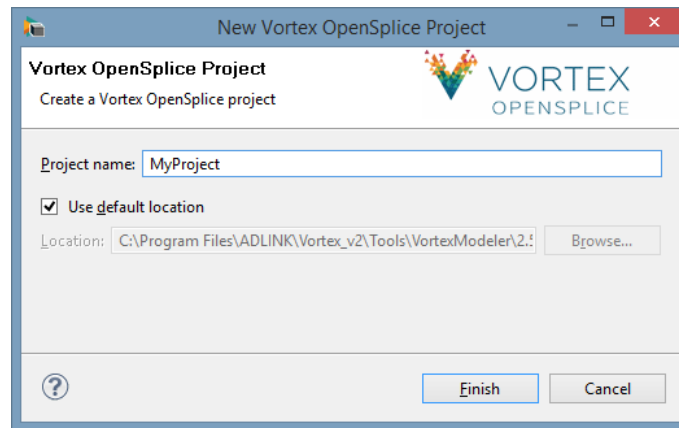 New Vortex OpenSplice Project
Vortex OpenSplice Project
Create a Vortex OpenSplice project
VORTEX
OPENSPLICE
Project name: MyProject
Use default location
Location: C:\Program Files\ADLINK\Vortex_v2\Tools\VortexModeler\2.5
Browse...
?
Finish
Cancel